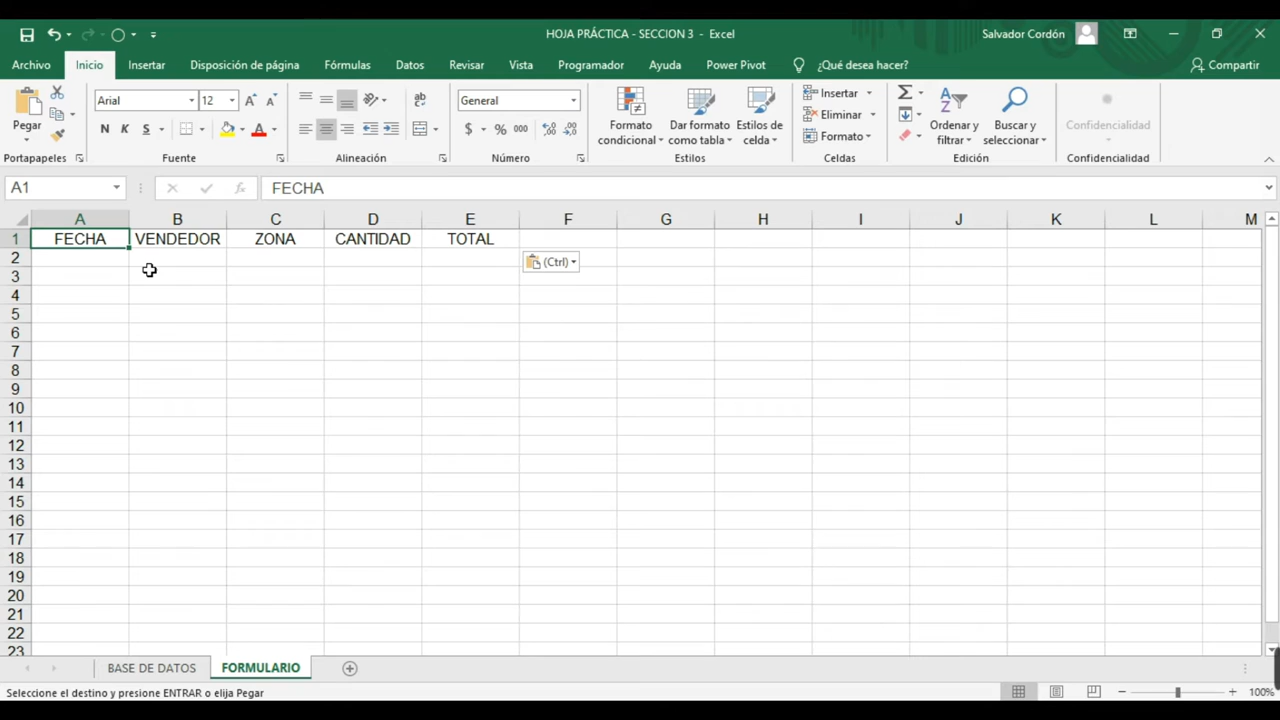 HOJA PRÁCTICA - SECCION 3 - Excel
Salvador Cordón
Archivo Inicio Insertar Disposición de página Fórmulas Datos Revisar Vista Programador Ayuda Power Pivot ¿Qué desea hacer? Compartir
Pegar
Portapapeles
Arial 12
N K S
Fuente
Alineación
General
$ % 000
Número
Formato condicional
Dar formato como tabla
Estilos de celda
Estilos
Insertar
Eliminar
Formato
Celdas
Ordenar y filtrar
Buscar y seleccionar
Edición
Confidencialidad
Confidencialidad
A1 fx FECHA
A B C D E F G H I J K L M
1 FECHA VENDEDOR ZONA CANTIDAD TOTAL
2 (Ctrl)
3
4
5
6
7
8
9
10
11
12
13
14
15
16
17
18
19
20
21
22
23
BASE DE DATOS FORMULARIO
Seleccione el destino y presione ENTRAR o elija Pegar 100%